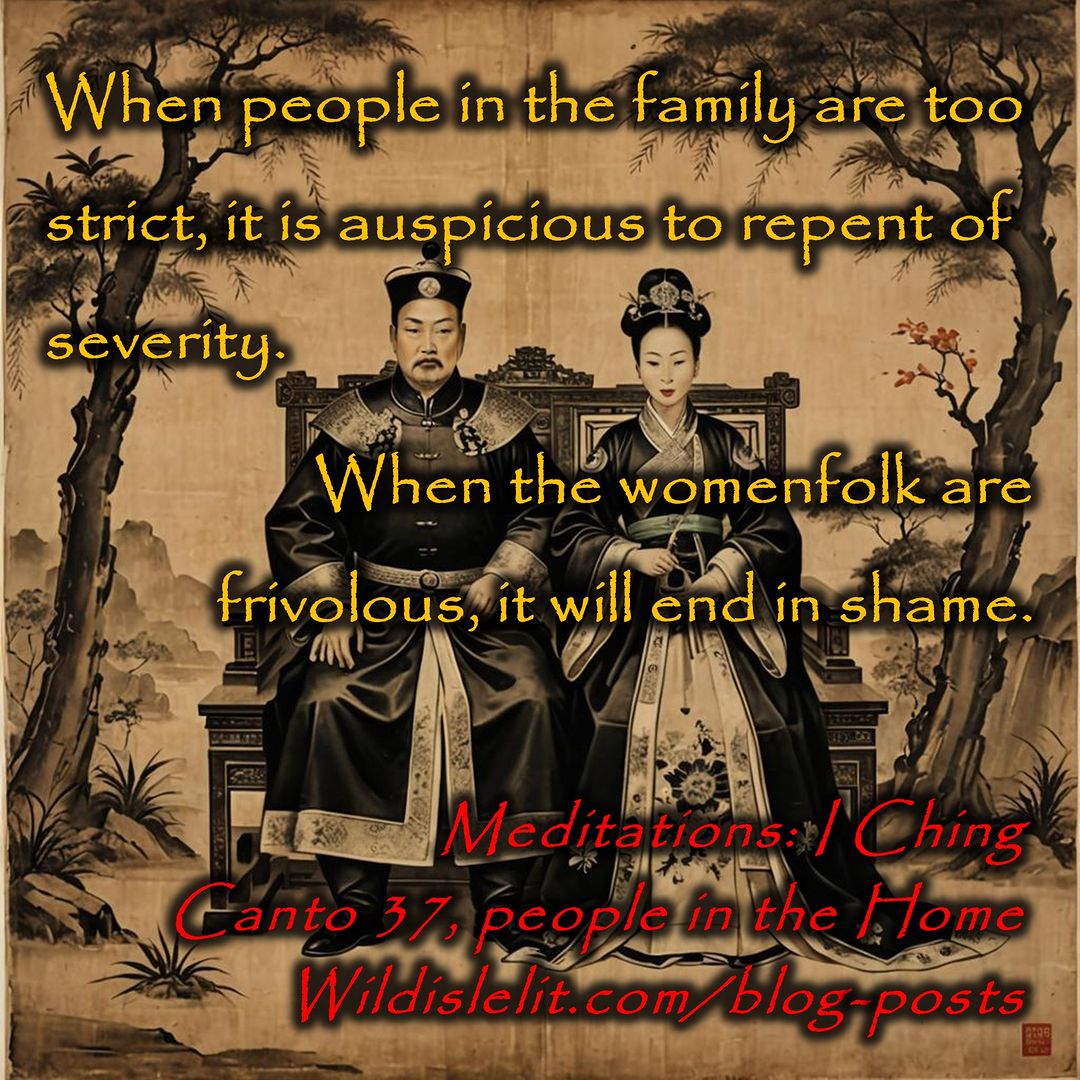 When people in the family are too
strict, it is auspicious to repent of
severity.
When the womenfolk are
frivolous, it will end in shame.
Meditations: I Ching
Canto 37, people in the Home
Wildislelit.com/blog-posts